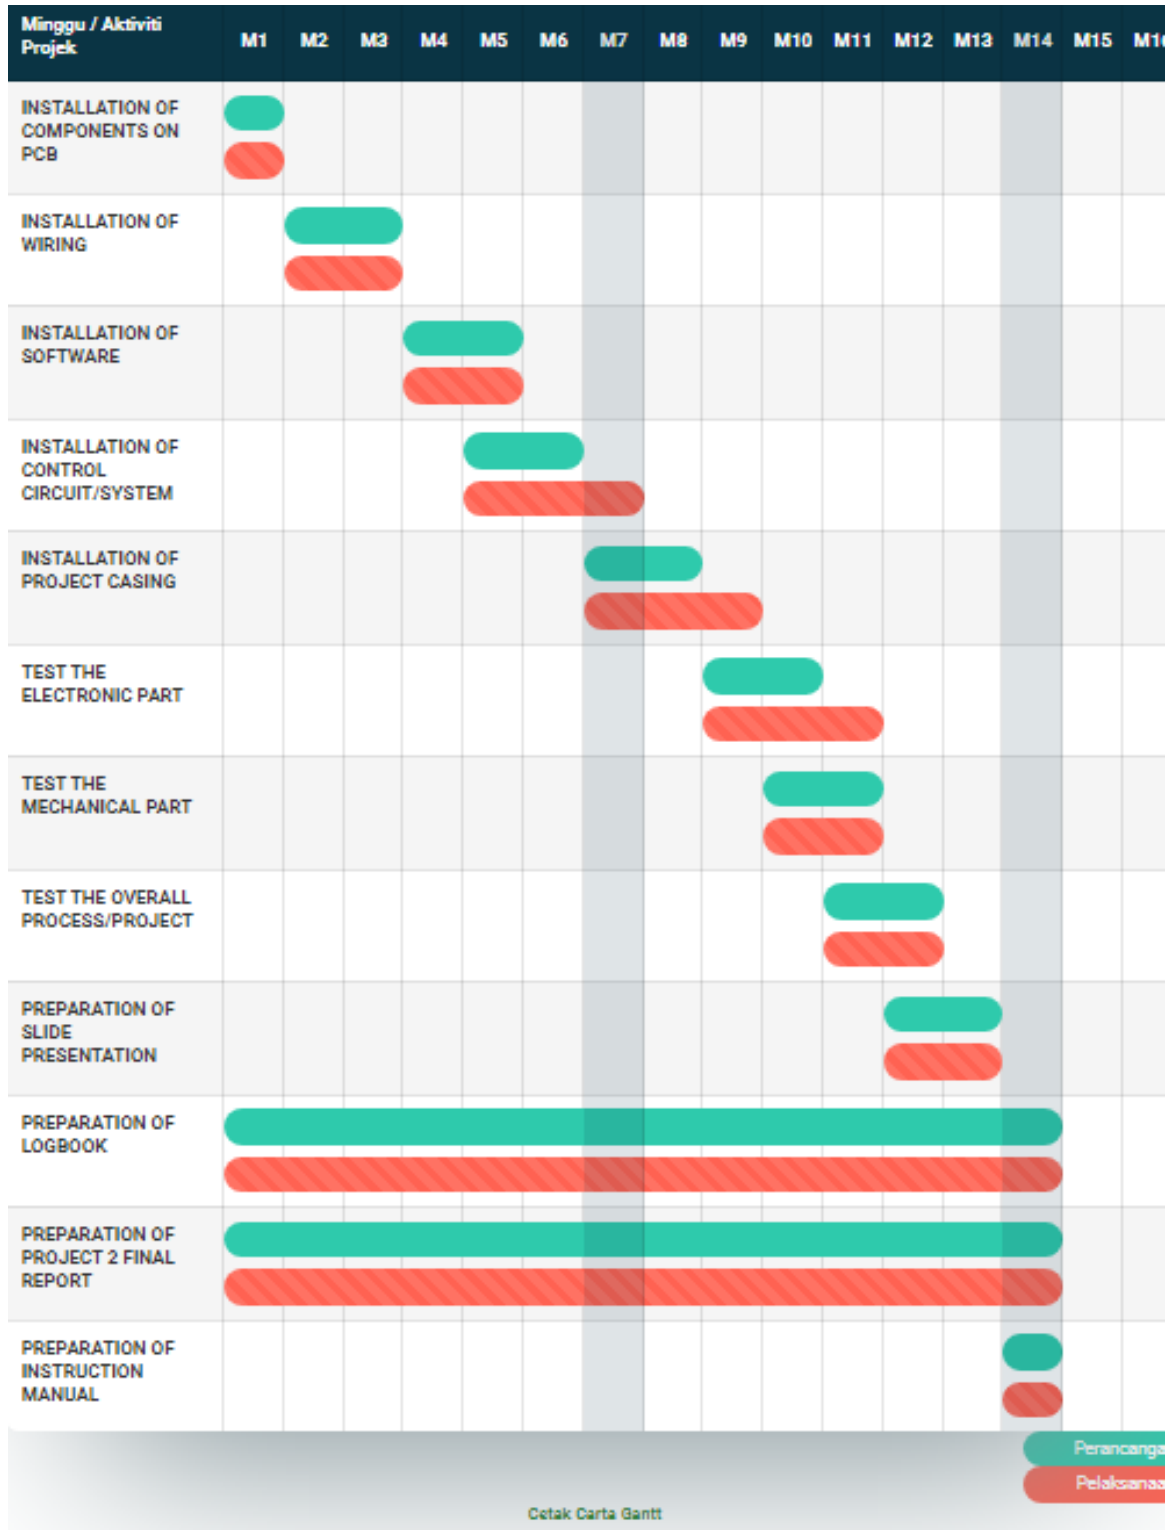 Minggu / Aktiviti
Projek
M1 M2 M3 M4 M5 M6 M7 M8 M9 M10 M11 M12 M13 M14 M15 M16
INSTALLATION OF
COMPONENTS ON
PCB
INSTALLATION OF
WIRING
INSTALLATION OF
SOFTWARE
INSTALLATION OF
CONTROL
CIRCUIT/SYSTEM
INSTALLATION OF
PROJECT CASING
TEST THE
ELECTRONIC PART
TEST THE
MECHANICAL PART
TEST THE OVERALL
PROCESS/PROJECT
PREPARATION OF
SLIDE
PRESENTATION
PREPARATION OF
LOGBOOK
PREPARATION OF
PROJECT 2 FINAL
REPORT
PREPARATION OF
INSTRUCTION
MANUAL
Perancanga
Pelaksanaa
Cetak Carta Gantt